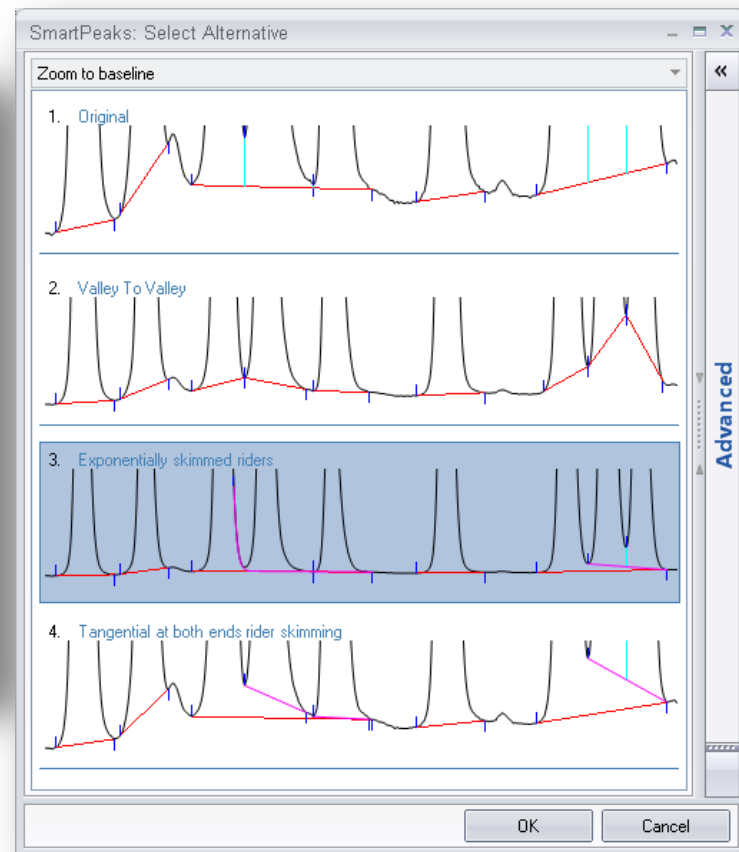 SmartPeaks: Select Alternative
Zoom to baseline
1. Original
2. Valley To Valley
3. Exponentially skimmed riders
4. Tangential at both ends rider skimming
Advanced
OK
Cancel